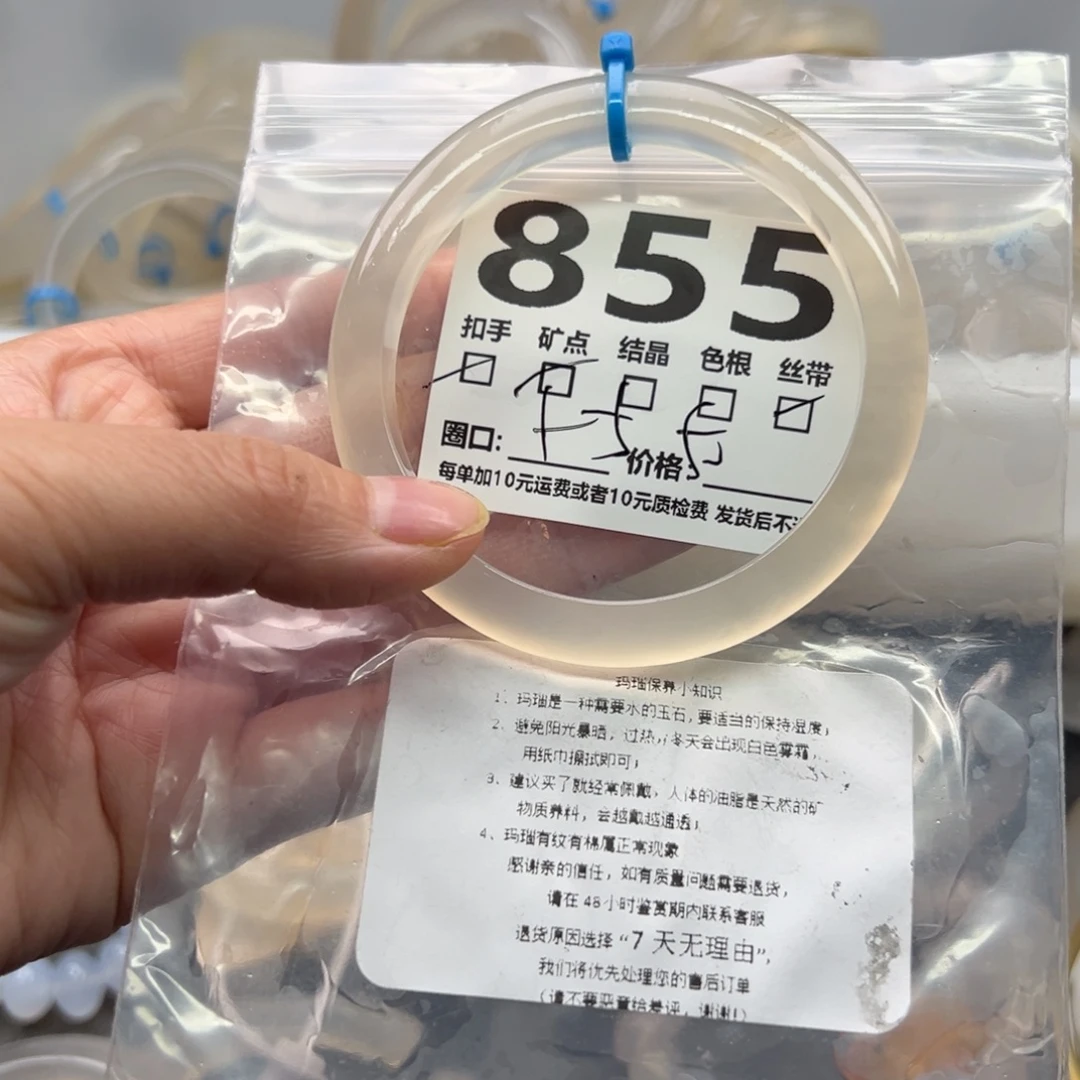 855
扣手 矿点 结晶 色根 丝带
圈口: 价格:
每单加10元运费或者10元质检费 发货后不
玛瑙保养小知识
1、玛瑙是一种需要水的玉石,要适当的保持湿度;
2、避免阳光暴晒,过热,冬天会出现白色雾霜,
用纸巾擦拭即可;
3、建议买了就经常佩戴,人体的油脂是天然的矿
物质养料,会越戴越通透;
4、玛瑙有纹有棉属正常现象
感谢亲的信任,如有质量问题需要退货,
请在48小时鉴赏期内联系客服
退货原因选择“7天无理由”,
我们将优先处理您的售后订单
(请不要恶意给差评,谢谢!)